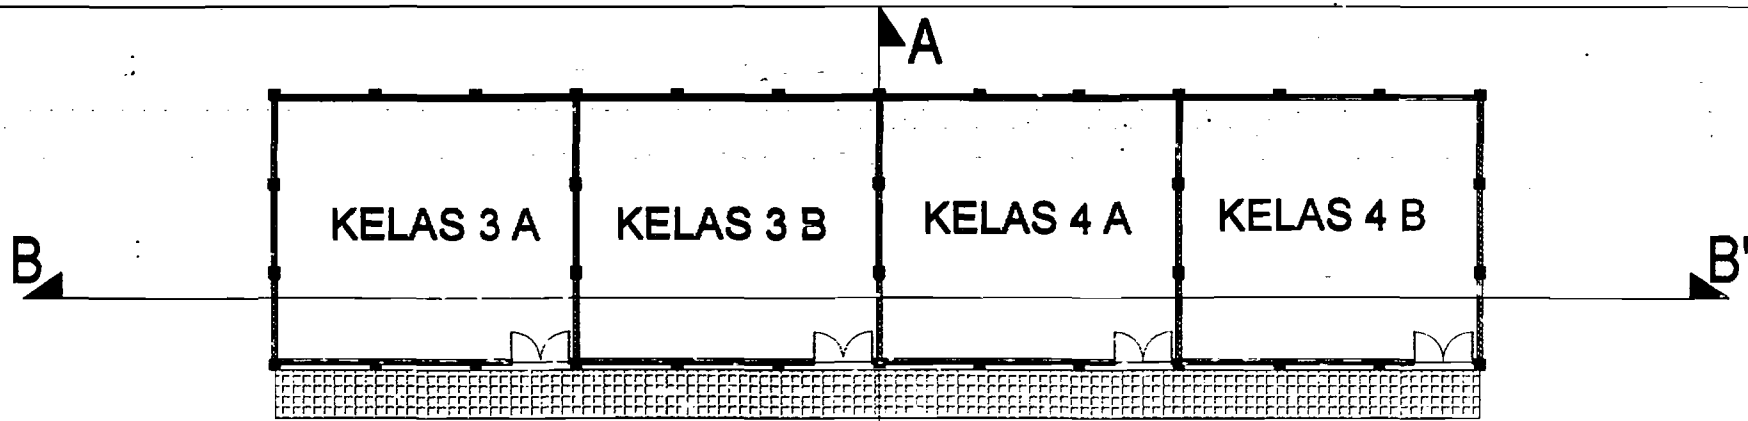 A
KELAS 3 A
KELAS 3 B
KELAS 4 A
KELAS 4 B
B
B'